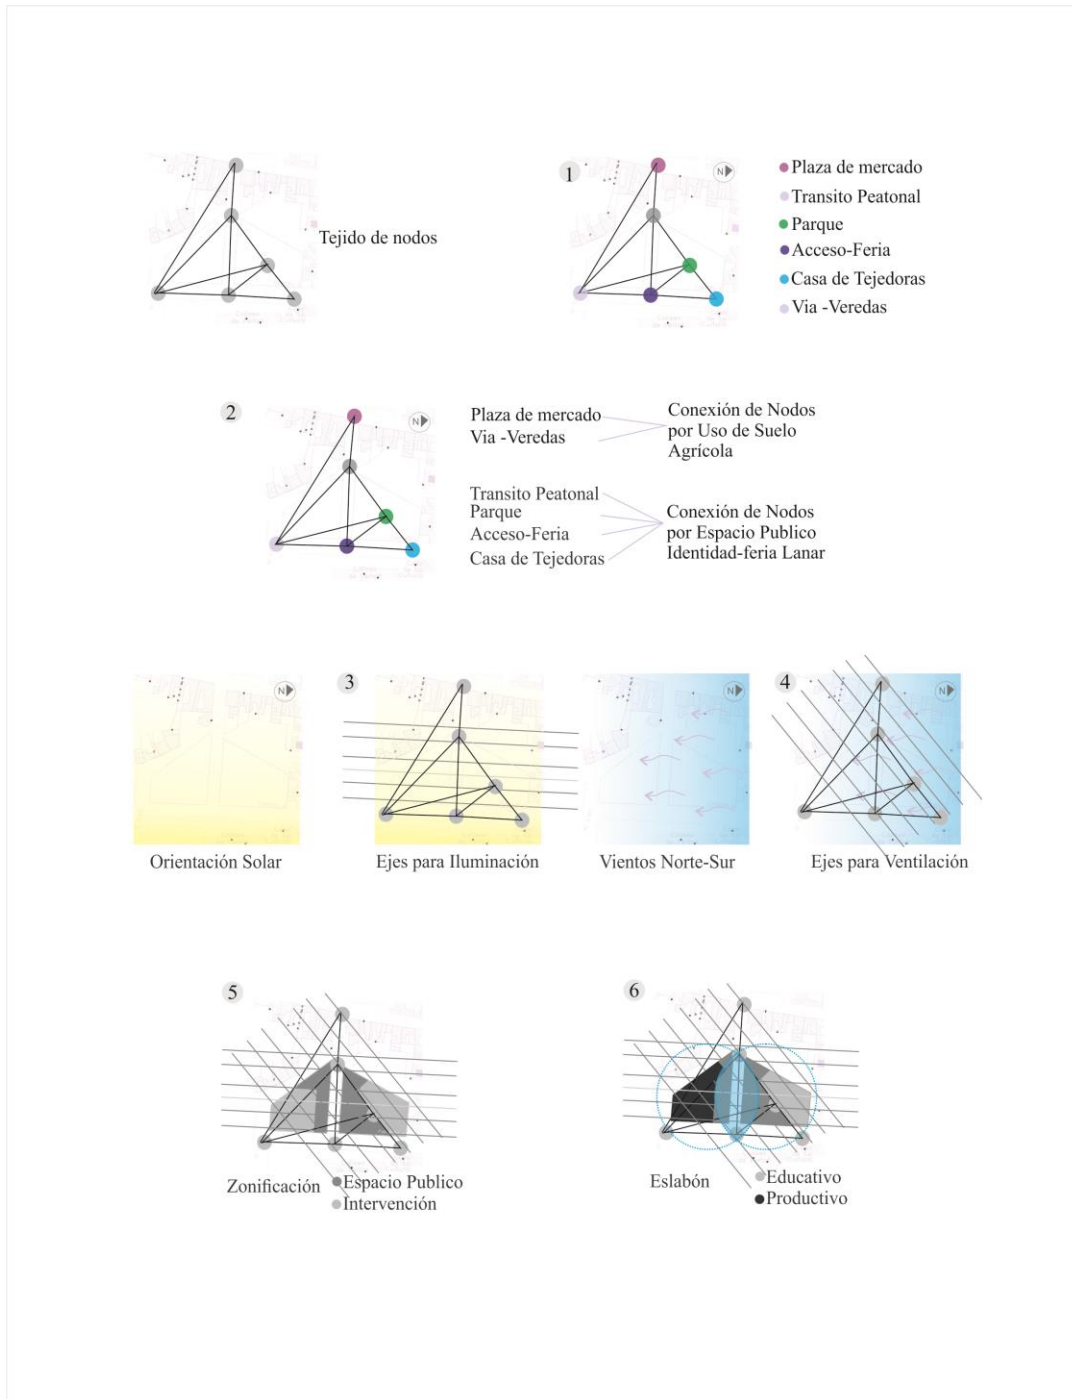 Tejido de nodos
1
N
Plaza de mercado
Transito Peatonal
Parque
Acceso-Feria
Casa de Tejedoras
Via -Veredas
2
N
Plaza de mercado
Via -Veredas
Conexión de Nodos
por Uso de Suelo
Agrícola
Transito Peatonal
Parque
Acceso-Feria
Casa de Tejedoras
Conexión de Nodos
por Espacio Publico
Identidad-feria Lanar
N
Orientación Solar
3
Ejes para Iluminación
N
Vientos Norte-Sur
4
N
Ejes para Ventilación
5
Zonificación
Espacio Publico
Intervención
6
Eslabón
Educativo
Productivo